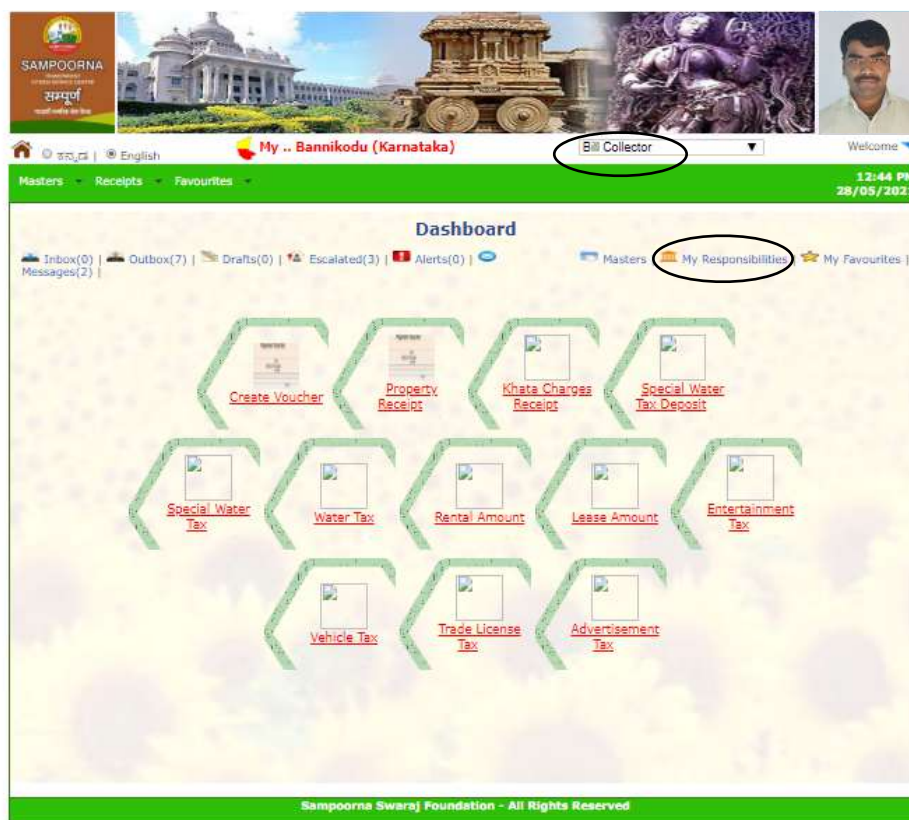 SAMPOORNA
सम्पूर्ण
ಕನ್ನಡ | English
My .. Bannikodu (Karnataka)
Bill Collector
Welcome
Masters Receipts Favourites
12:44 PM
28/05/202
Dashboard
Inbox(0) | Outbox(7) | Drafts(0) | Escalated(3) | Alerts(0) |
Messages(2) |
Masters | My Responsibilities | My Favourites |
Create Voucher
Property
Receipt
Khata Charges
Receipt
Special Water
Tax Deposit
Special Water
Tax
Water Tax
Rental Amount
Lease Amount
Entertainment
Tax
Vehicle Tax
Trade License
Tax
Advertisement
Tax
Sampoorna Swaraj Foundation - All Rights Reserved